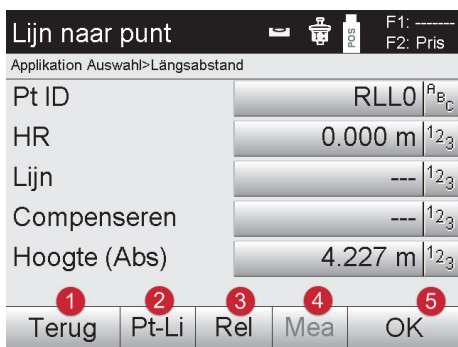 Lijn naar punt POS F1: -------
F2: Pris
Applikation Auswahl>Längsabstand
Pt ID RLL0 ABC
HR 0.000 m 123
Lijn --- 123
Compenseren --- 123
Hoogte (Abs) 4.227 m 123
1 2 3 4 5
Terug Pt-Li Rel Mea OK